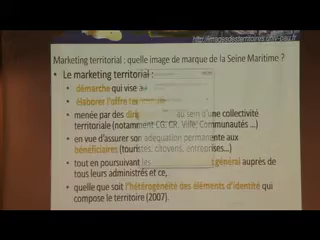 Marketing territorial : quelle image de marque de la Seine Maritime ?
• Le marketing territorial :
• démarche qui vise à
• élaborer l'offre
• menée par des au sein d'une collectivité
territoriale (notamment CG, CR, Ville, Communautés ...)
• en vue d'assurer son adéquation permanente aux
bénéficiaires (touristes, citoyens, entreprises...)
• tout en poursuivant général auprès de
tous leurs administrés et ce,
• quelle que soit l'hétérogénéité des éléments d'identité qui
compose le territoire (2007).